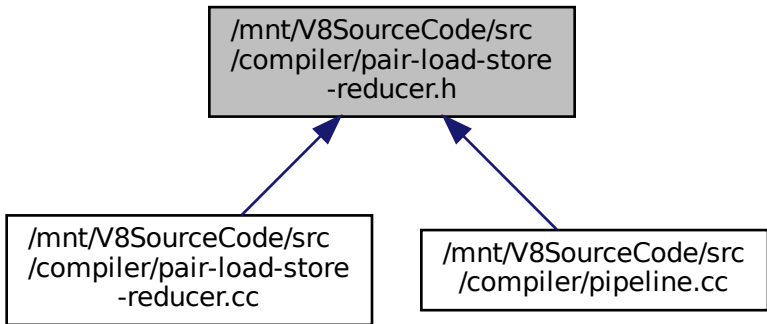 /mnt/V8SourceCode/src
/compiler/pair-load-store
-reducer.h
/mnt/V8SourceCode/src
/compiler/pair-load-store
-reducer.cc
/mnt/V8SourceCode/src
/compiler/pipeline.cc